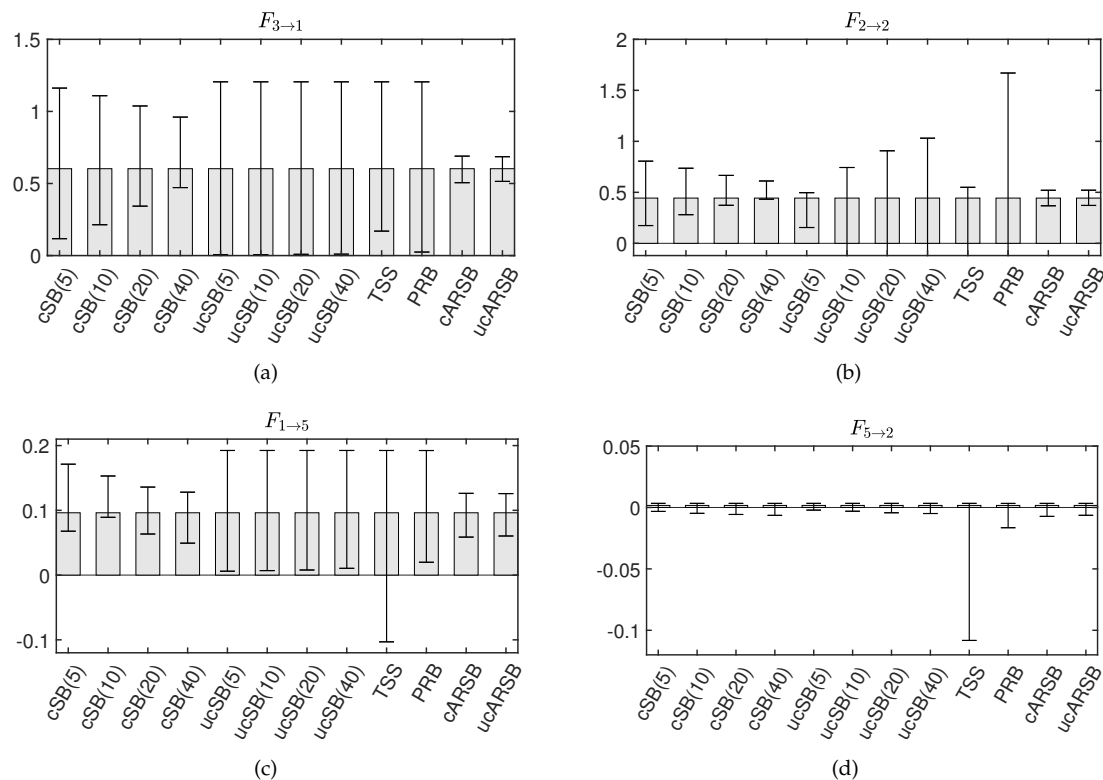 F3→1
1.5
1
0.5
0
cSB(5) cSB(10) cSB(20) cSB(40) ucSB(5) ucSB(10) ucSB(20) ucSB(40) TSS PRB cARSB ucARSB
(a)
F2→2
2
1.5
1
0.5
0
cSB(5) cSB(10) cSB(20) cSB(40) ucSB(5) ucSB(10) ucSB(20) ucSB(40) TSS PRB cARSB ucARSB
(b)
F1→5
0.2
0.1
0
-0.1
cSB(5) cSB(10) cSB(20) cSB(40) ucSB(5) ucSB(10) ucSB(20) ucSB(40) TSS PRB cARSB ucARSB
(c)
F5→2
0.05
0
-0.05
-0.1
cSB(5) cSB(10) cSB(20) cSB(40) ucSB(5) ucSB(10) ucSB(20) ucSB(40) TSS PRB cARSB ucARSB
(d)